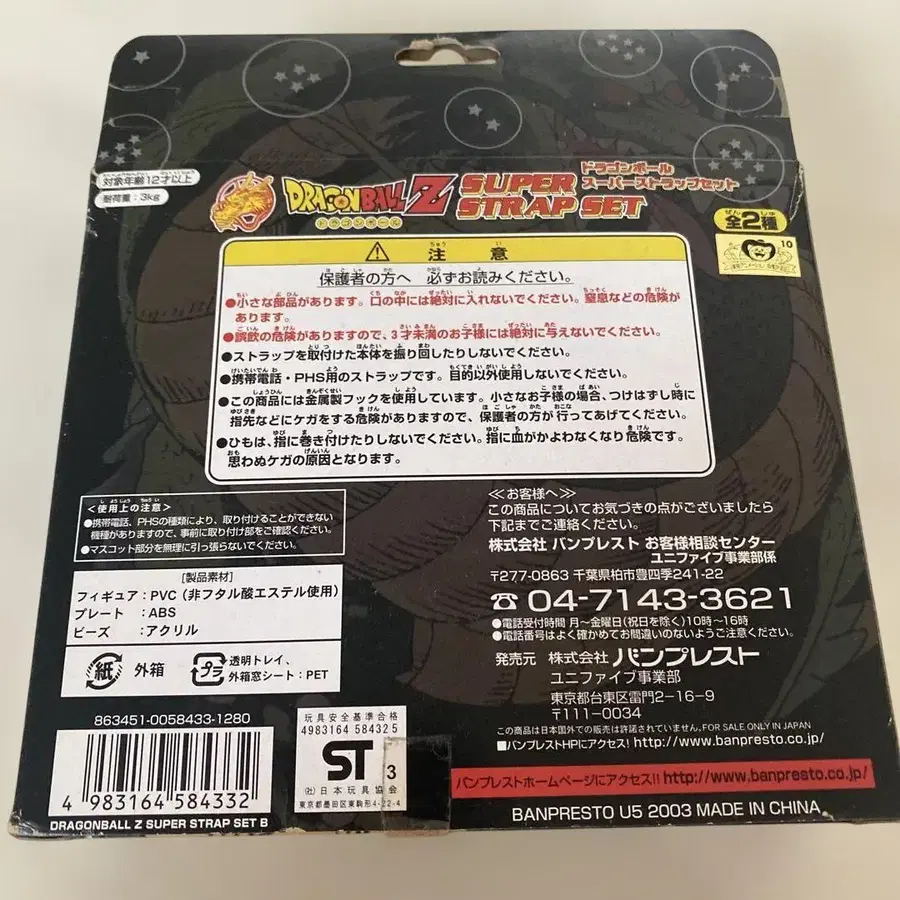 対象年齢12才以上
耐荷重:3kg
DRAGONBALL Z
ドラゴンボール
SUPER
STRAP SET
ドラゴンボール
スーパーストラップセット
全2種
10
⚠ 注意
保護者の方へ 必ずお読みください。
●小さな部品があります。口の中には絶対に入れないでください。窒息などの危険が
あります。
●誤飲の危険がありますので、3才未満のお子様には絶対に与えないでください。
●ストラップを取付けた本体を振り回したりしないでください。
●携帯電話・PHS用のストラップです。目的以外使用しないでください。
●この商品には金属製フックを使用しています。小さなお子様の場合、つけはずし時に
指先などにケガをする危険がありますので、保護者の方が行ってあげてください。
●ひもは、指に巻き付けたりしないでください。指に血がかよわなくなり危険です。
思わぬケガの原因となります。
<使用上の注意>
●携帯電話、PHSの種類により、取り付けることができない
機種がありますので、事前に取り付け部をご確認ください。
●マスコット部分を無理に引っ張らないでください。
[製品素材]
フィギュア:PVC(非フタル酸エステル使用)
プレート:ABS
ビーズ:アクリル
紙 外箱
プラ 透明トレイ、
外箱窓シート:PET
863451-0058433-1280
4 983164 584332
DRAGONBALL Z SUPER STRAP SET B
玩具安全基準合格
4983164 584325
ST
3
(社)日本玩具協会
東京都墨田区東駒形4-22-4
≪お客様へ≫
この商品についてお気づきの点がございましたら
下記までご連絡ください。
株式会社 バンプレスト お客様相談センター
ユニファイブ事業部係
〒277-0863 千葉県柏市豊四季241-22
☎ 04-7143-3621
●電話受付時間 月~金曜日(祝日を除く)10時~16時
●電話番号はよく確かめてお間違いのないようご注意ください。
発売元 株式会社 バンプレスト
ユニファイブ事業部
東京都台東区雷門2-16-9
〒111-0034
この商品は日本国外での販売は許諾されていません。FOR SALE ONLY IN JAPAN
■バンプレストHPにアクセス! http://www.banpresto.co.jp/
バンプレストホームページにアクセス!! http://www.banpresto.co.jp/
BANPRESTO U5 2003 MADE IN CHINA